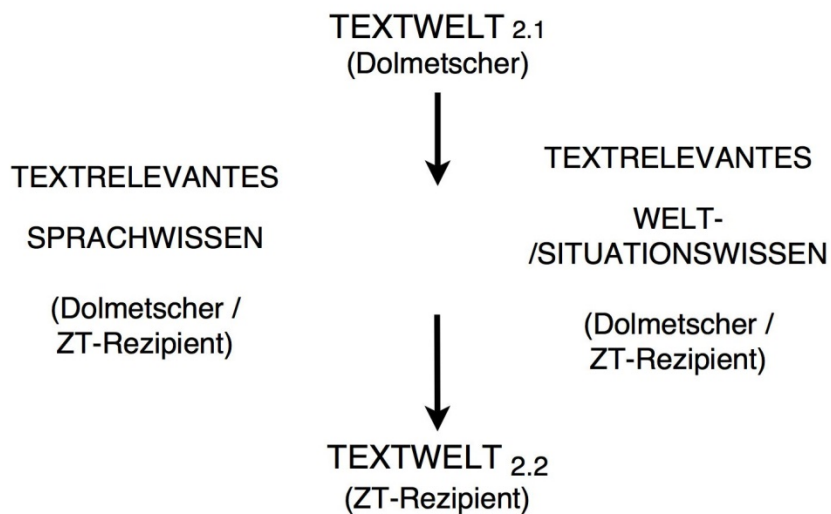 TEXTWELT 2.1
(Dolmetscher)
TEXTRELEVANTES
SPRACHWISSEN
(Dolmetscher /
ZT-Rezipient)
TEXTRELEVANTES
WELT-
/SITUATIONSWISSEN
(Dolmetscher /
ZT-Rezipient)
TEXTWELT 2.2
(ZT-Rezipient)